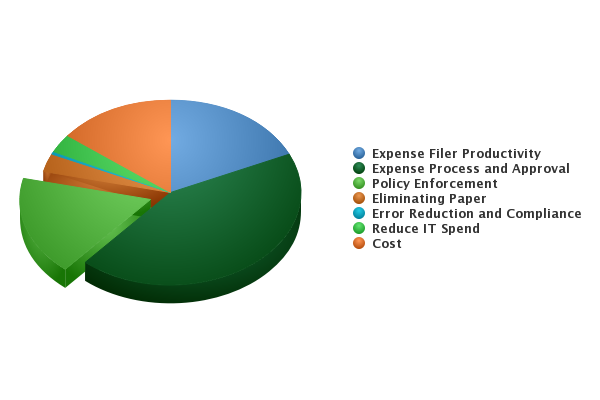 Expense Filer Productivity
Expense Process and Approval
Policy Enforcement
Eliminating Paper
Error Reduction and Compliance
Reduce IT Spend
Cost